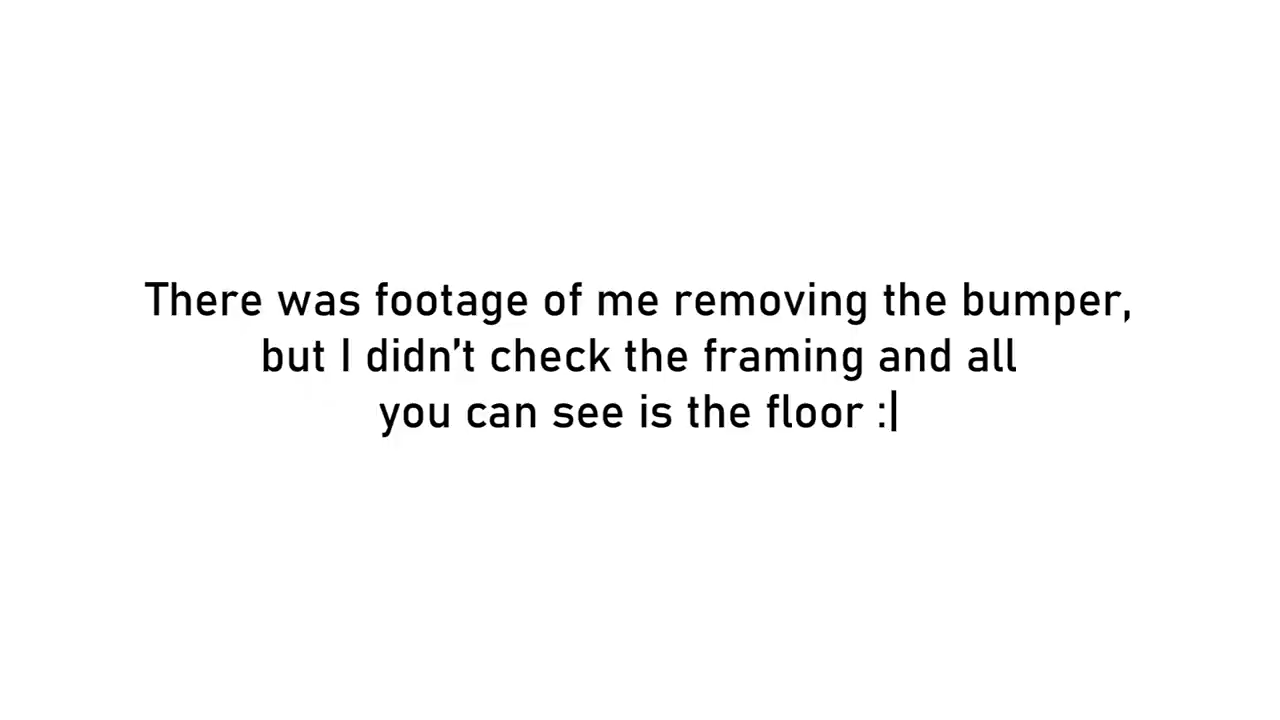 There was footage of me removing the bumper,
but I didn’t check the framing and all
you can see is the floor :|